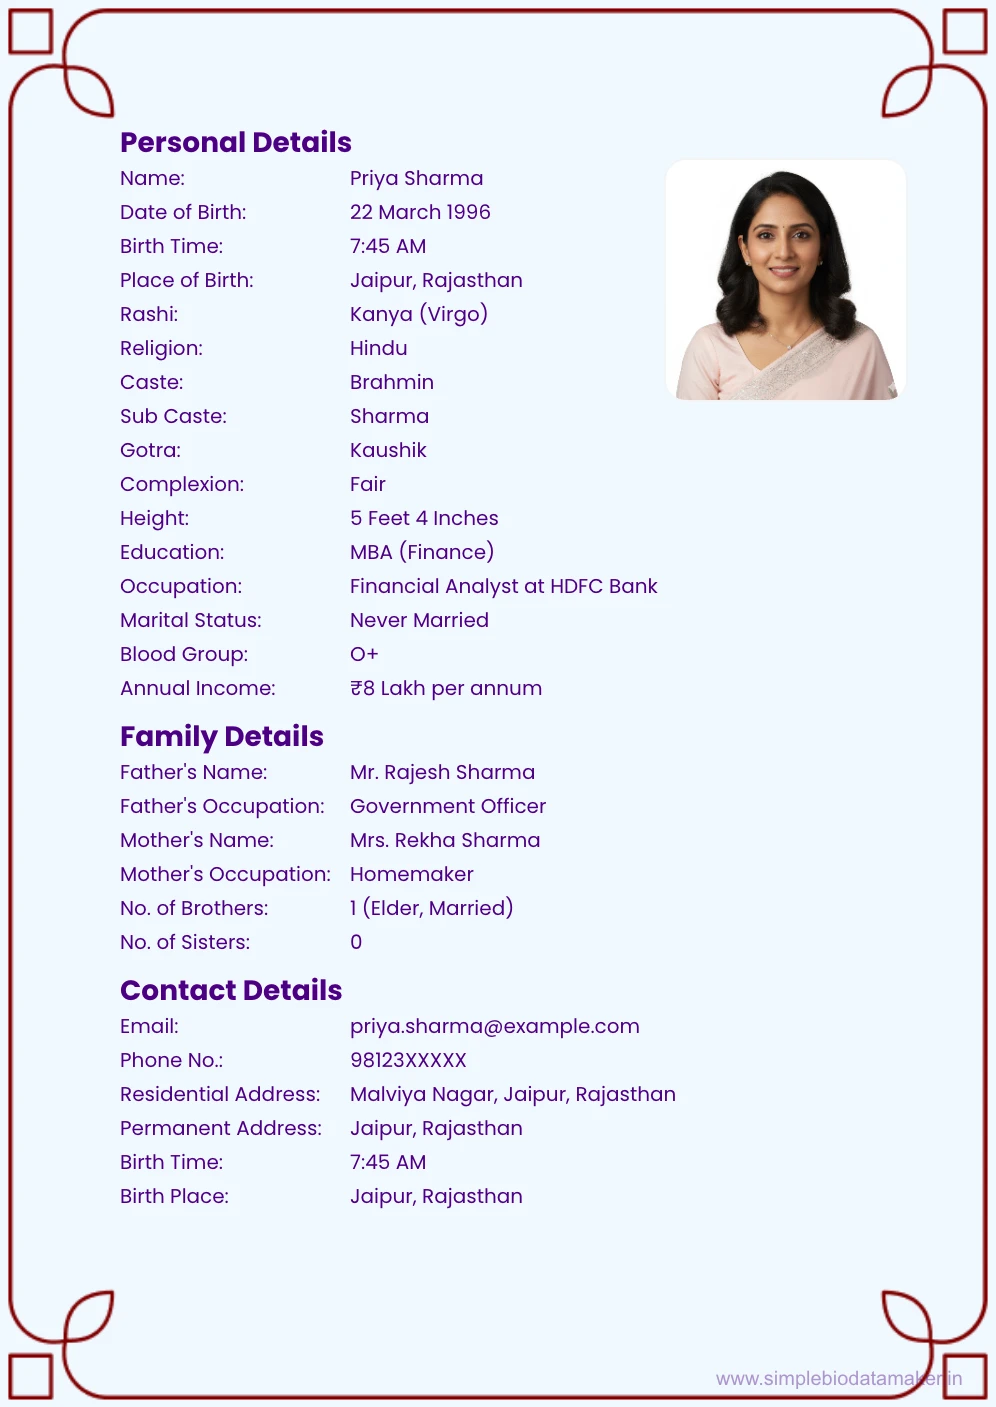 Personal Details
Name: Priya Sharma
Date of Birth: 22 March 1996
Birth Time: 7:45 AM
Place of Birth: Jaipur, Rajasthan
Rashi: Kanya (Virgo)
Religion: Hindu
Caste: Brahmin
Sub Caste: Sharma
Gotra: Kaushik
Complexion: Fair
Height: 5 Feet 4 Inches
Education: MBA (Finance)
Occupation: Financial Analyst at HDFC Bank
Marital Status: Never Married
Blood Group: O+
Annual Income: ₹8 Lakh per annum
Family Details
Father's Name: Mr. Rajesh Sharma
Father's Occupation: Government Officer
Mother's Name: Mrs. Rekha Sharma
Mother's Occupation: Homemaker
No. of Brothers: 1 (Elder, Married)
No. of Sisters: 0
Contact Details
Email: priya.sharma@example.com
Phone No.: 98123XXXXX
Residential Address: Malviya Nagar, Jaipur, Rajasthan
Permanent Address: Jaipur, Rajasthan
Birth Time: 7:45 AM
Birth Place: Jaipur, Rajasthan
www.simplebiodatamaker.in